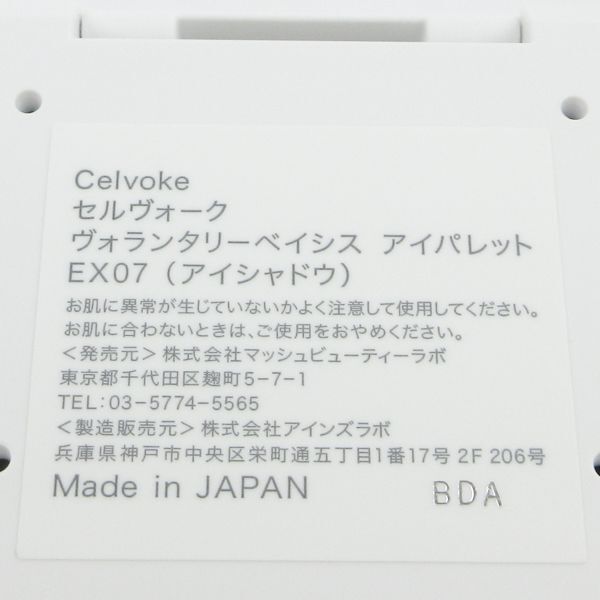 Celvoke
セルヴォーク
ヴォランタリーベイシス アイパレット
EX07 (アイシャドウ)
お肌に異常が生じていないかよく注意して使用してください。
お肌に合わないときは、ご使用をおやめください。
＜発売元＞株式会社マッシュビューティーラボ
東京都千代田区麹町5-7-1
TEL:03-5774-5565
＜製造販売元＞株式会社アインズラボ
兵庫県神戸市中央区栄町通五丁目1番17号 2F 206号
Made in JAPAN BDA